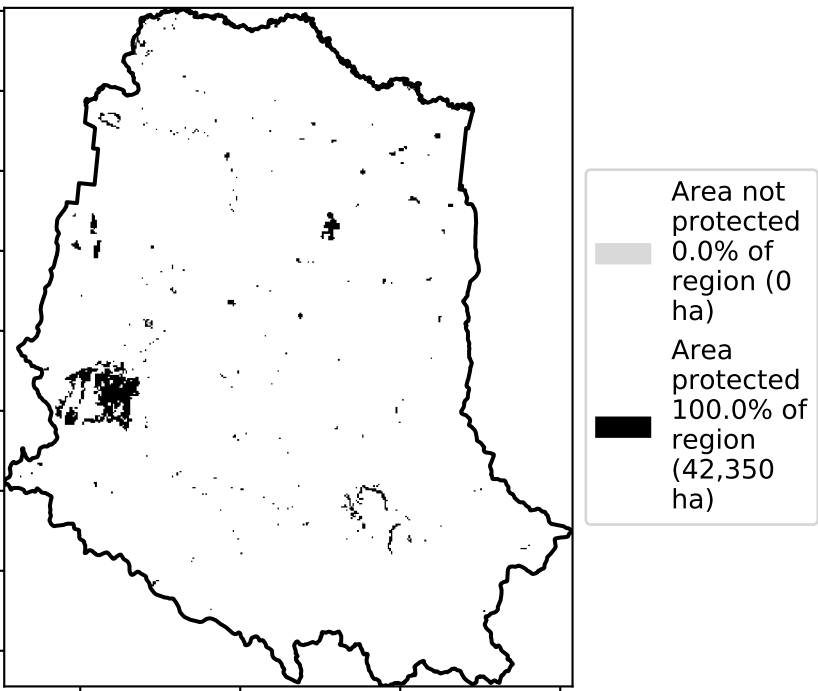 Area not
protected
0.0% of
region (0
ha)
Area
protected
100.0% of
region
(42,350
ha)